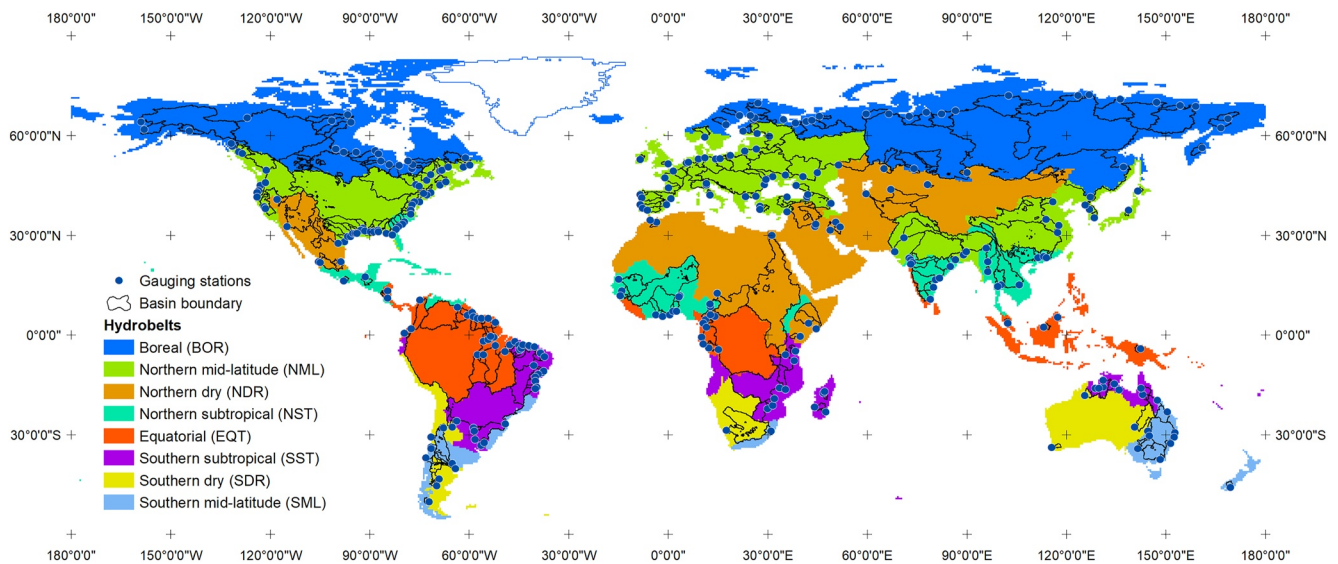 180°0'0" 150°0'0" 120°0'0" 90°0'0"W 60°0'0"W 30°0'0"W 0°0'0" 30°0'0"E 60°0'0"E 90°0'0"E 120°0'0"E 150°0'0"E 180°0'0"
60°0'0"N 60°0'0"N
30°0'0"N 30°0'0"N
Gauging stations
Basin boundary
Hydrobelts
0°0'0" 0°0'0"
Boreal (BOR)
Northern mid-latitude (NML)
Northern dry (NDR)
Northern subtropical (NST)
Equatorial (EQT)
30°0'0"S 30°0'0"S
Southern subtropical (SST)
Southern dry (SDR)
Southern mid-latitude (SML)
180°0'0" 150°0'0" 120°0'0" 90°0'0"W 60°0'0"W 30°0'0"W 0°0'0" 30°0'0"E 60°0'0"E 90°0'0"E 120°0'0"E 150°0'0"E 180°0'0"